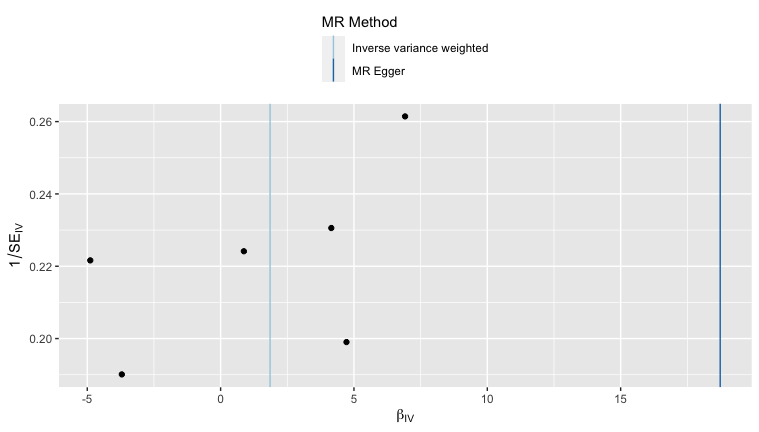 MR Method
Inverse variance weighted
MR Egger
0.26
0.24
0.22
0.20
1/SE_IV
-5
0
5
10
15
β_IV